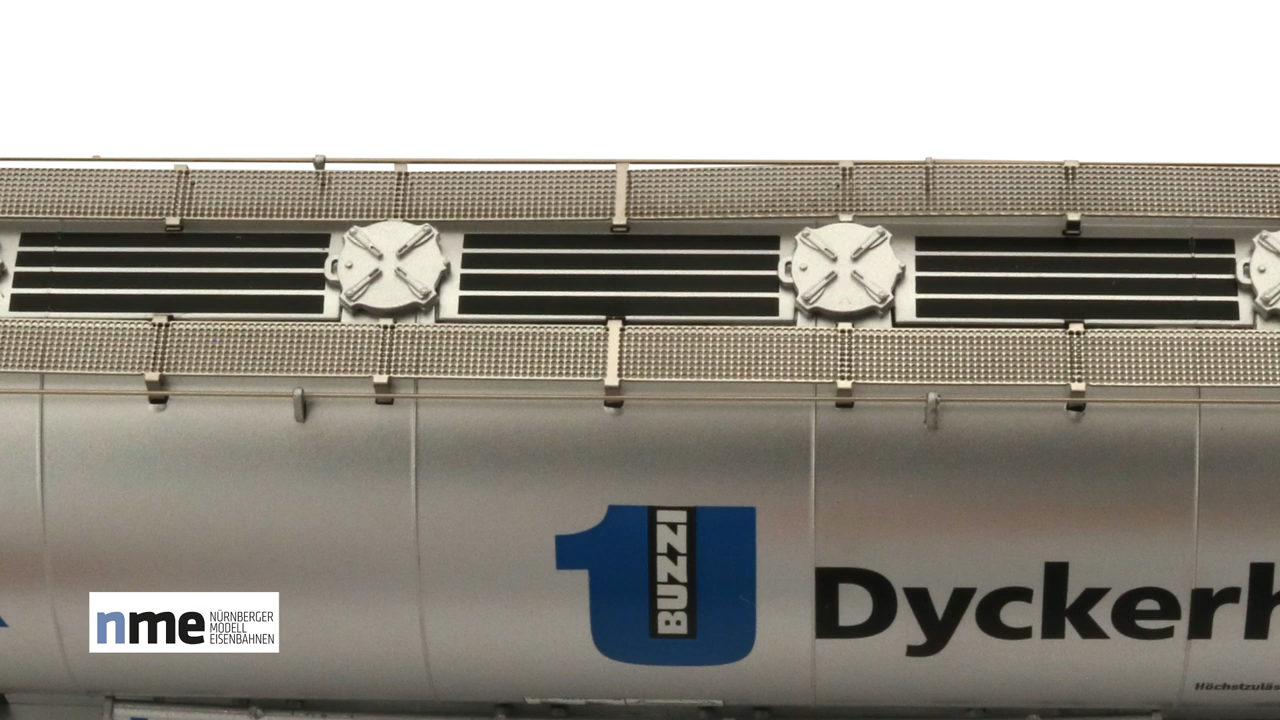 BUZZI
Dyckerh
nme NÜRNBERGER
MODELL
EISENBAHNEN
Höchstzuläs